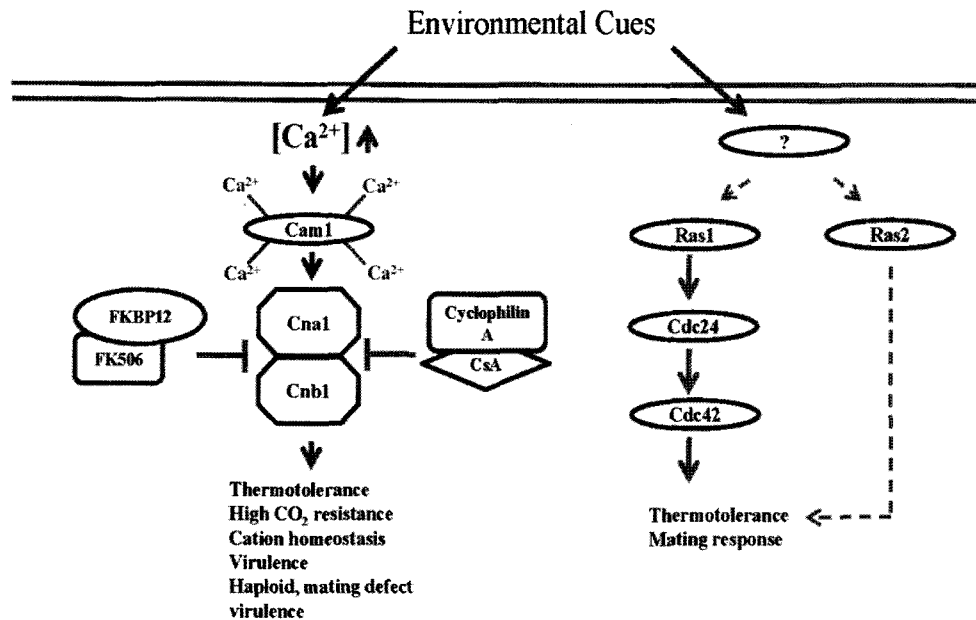 Environmental Cues
[Ca²⁺]
?
Ca²⁺
Ca²⁺
Cam1
Ca²⁺
Ca²⁺
Ras1
Ras2
FKBP12
FK506
Cna1
Cnb1
Cyclophilin
A
CsA
Cdc24
Cdc42
Thermotolerance
High CO₂ resistance
Cation homeostasis
Virulence
Haploid, mating defect
virulence
Thermotolerance
Mating response